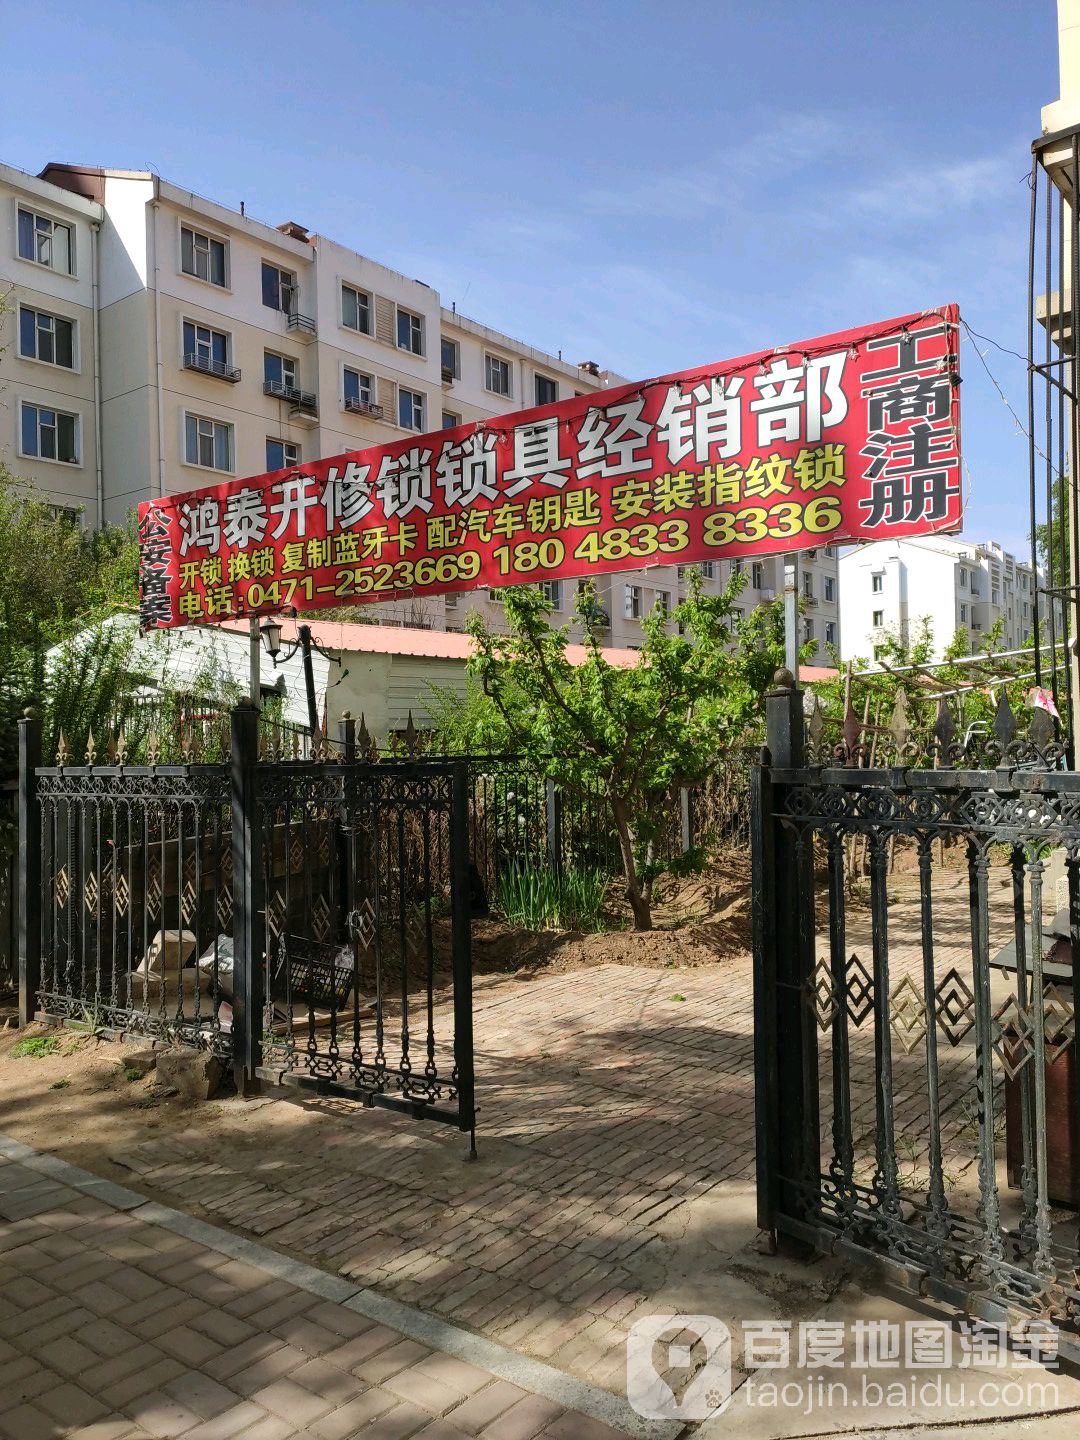 公安备案
鸿泰开修锁锁具经销部
开锁 换锁 复制蓝牙卡 配汽车钥匙 安装指纹锁
电话:0471-2523669 180 4833 8336
工商注册
百度地图淘金
taojin.baidu.com